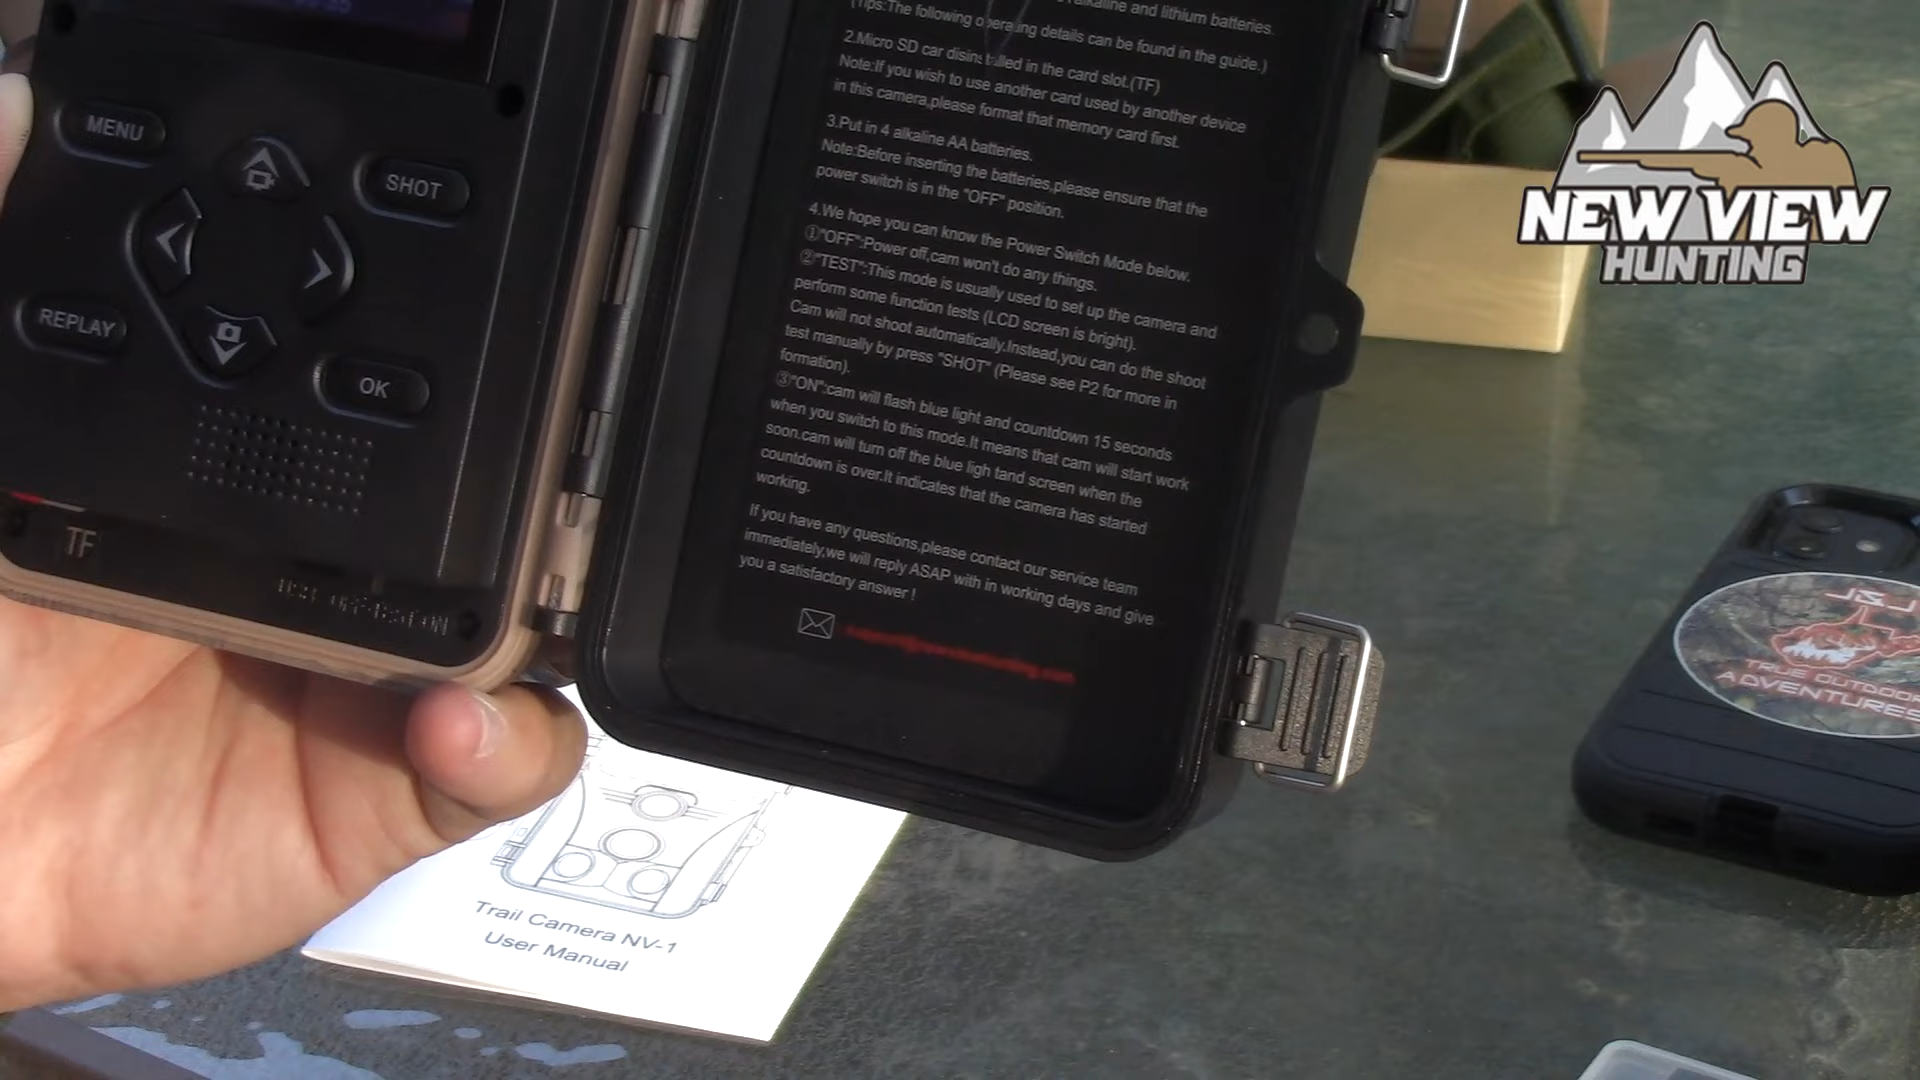 MENU
SHOT
REPLAY
OK
TF
alkaline and lithium batteries.
(Tips:The following operating details can be found in the guide.)
2.Micro SD car disinstalled in the card slot.(TF)
Note:If you wish to use another card used by another device
in this camera,please format that memory card first.
3.Put in 4 alkaline AA batteries.
Note:Before inserting the batteries,please ensure that the
power switch is in the "OFF" position.
4.We hope you can know the Power Switch Mode below.
①"OFF":Power off,cam won't do any things.
②"TEST":This mode is usually used to set up the camera and
perform some function tests (LCD screen is bright).
Cam will not shoot automatically.Instead,you can do the shoot
test manually by press "SHOT" (Please see P2 for more in
formation).
③"ON":cam will flash blue light and countdown 15 seconds
when you switch to this mode.It means that cam will start work
soon.cam will turn off the blue ligh tand screen when the
countdown is over.It indicates that the camera has started
working.
If you have any questions,please contact our service team
immediately,we will reply ASAP with in working days and give
you a satisfactory answer !
Trail Camera NV-1
User Manual
NEW VIEW
HUNTING
J&J
TRUE OUTDOOR
ADVENTURES